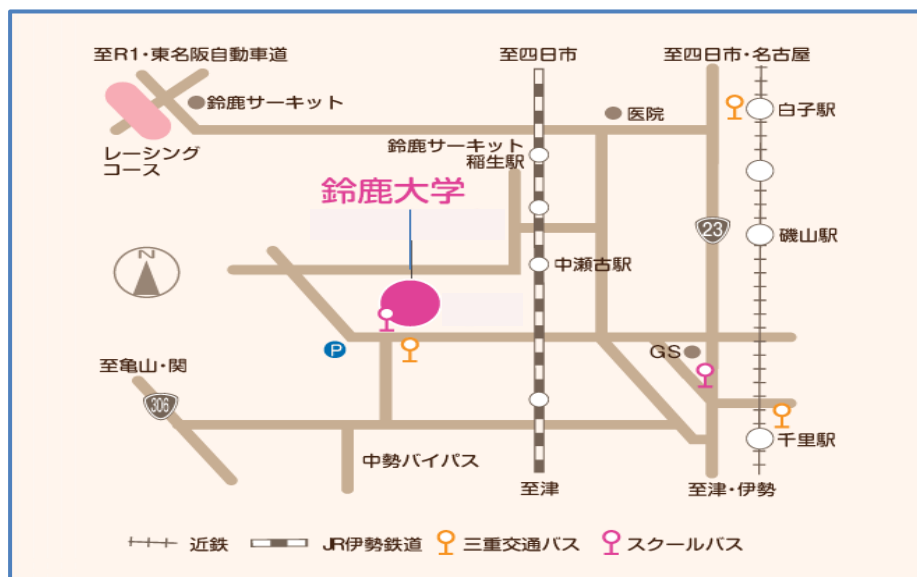 至R1・東名阪自動車道
至四日市
至四日市・名古屋
鈴鹿サーキット
医院
白子駅
レーシング
コース
鈴鹿サーキット
稲生駅
鈴鹿大学
23
磯山駅
N
中瀬古駅
P
GS
至亀山・関
306
千里駅
中勢バイパス
至津
至津・伊勢
近鉄
JR伊勢鉄道
三重交通バス
スクールバス